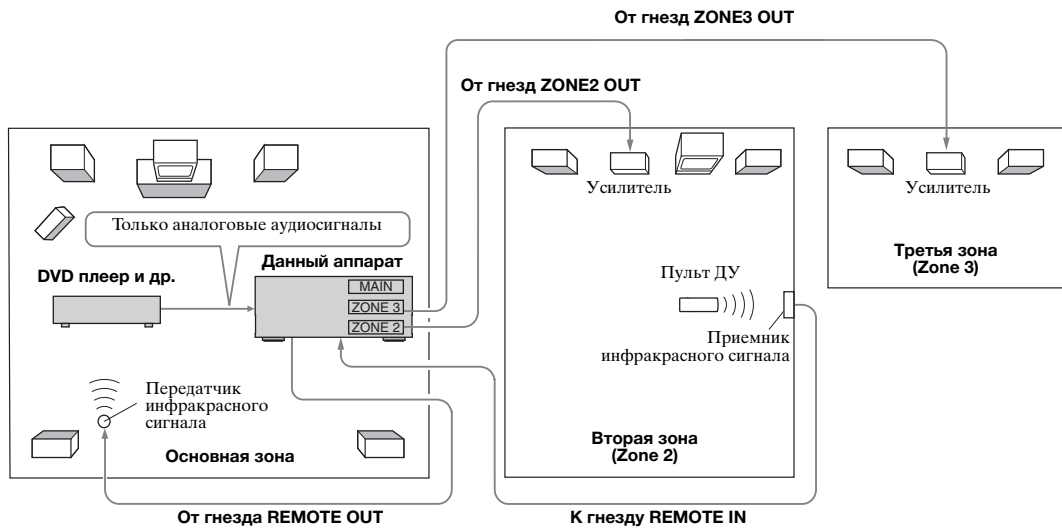 От гнезд ZONE3 OUT
От гнезд ZONE2 OUT
Усилитель
Усилитель
Только аналоговые аудиосигналы
DVD плеер и др.
Данный аппарат
MAIN
ZONE 3
ZONE 2
Третья зона
(Zone 3)
Пульт ДУ
Приемник
инфракрасного сигнала
Передатчик
инфракрасного
сигнала
Основная зона
Вторая зона
(Zone 2)
От гнезда REMOTE OUT
К гнезду REMOTE IN